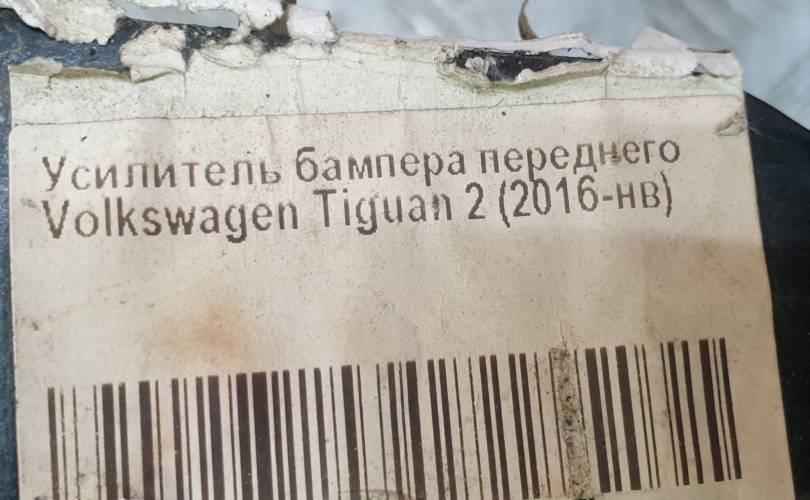 Усилитель бампера переднего
Volkswagen Tiguan 2 (2016-нв)